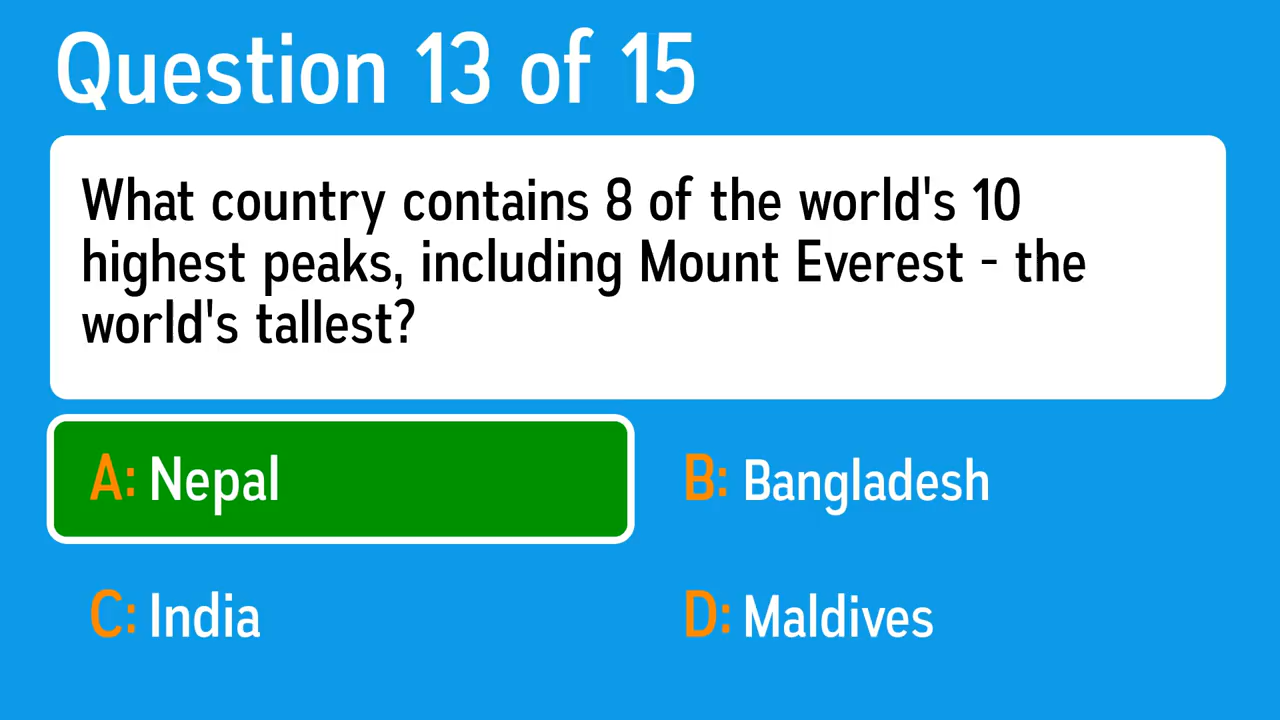 Question 13 of 15
What country contains 8 of the world's 10
highest peaks, including Mount Everest - the
world's tallest?
A: Nepal
B: Bangladesh
C: India
D: Maldives